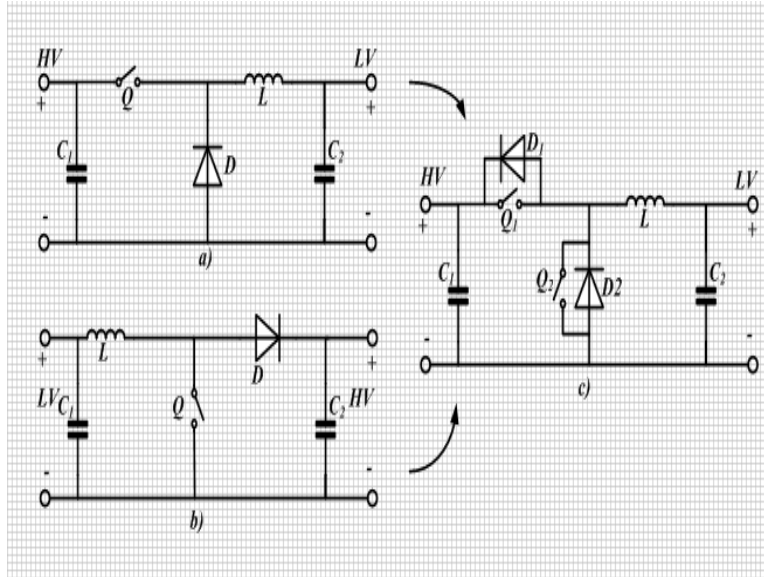 HV
LV
+
Q
L
+
C1
D
C2
-
-
a)
D1
HV
LV
+
Q1
L
+
C1
Q2
D2
C2
-
-
c)
+
L
D
+
LV
C1
Q
C2
HV
-
-
b)